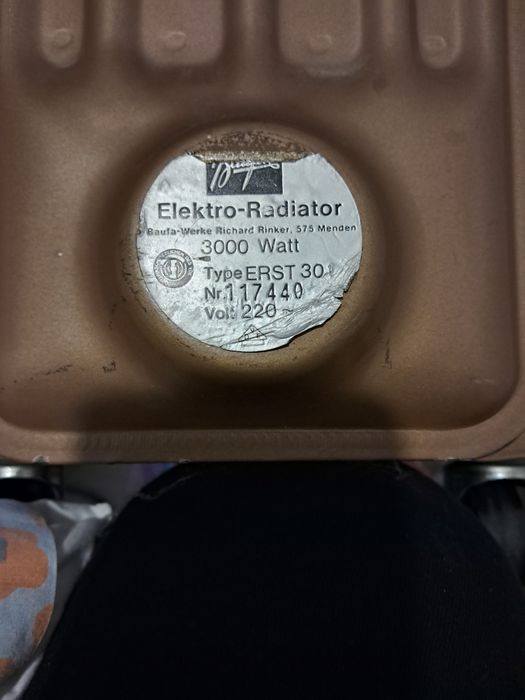 Elektro-Radiator
Baufa-Werke Richard Rinker, 575 Menden
3000 Watt
Type ERST 30
Nr. 117440
Volt 220 ~